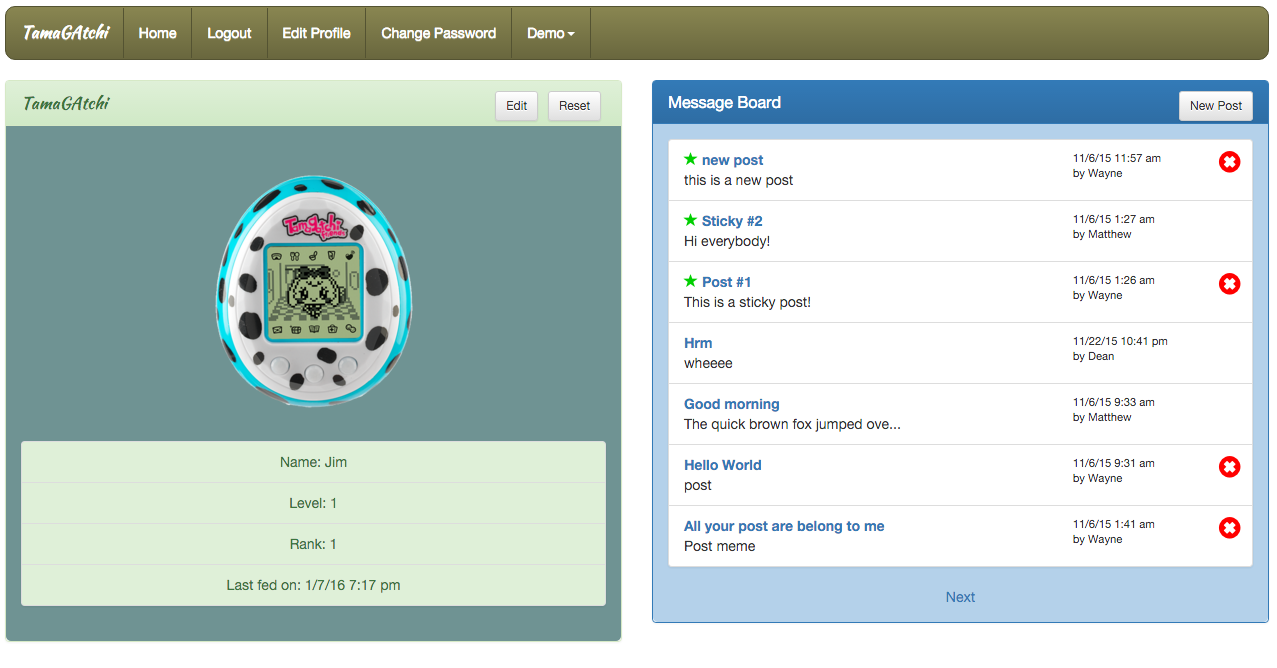 TamaGAtchi Home Logout Edit Profile Change Password Demo
TamaGAtchi Edit Reset
Tamagotchi
friends
Name: Jim
Level: 1
Rank: 1
Last fed on: 1/7/16 7:17 pm
Message Board New Post
new post 11/6/15 11:57 am
this is a new post by Wayne
Sticky #2 11/6/15 1:27 am
Hi everybody! by Matthew
Post #1 11/6/15 1:26 am
This is a sticky post! by Wayne
Hrm 11/22/15 10:41 pm
wheeee by Dean
Good morning 11/6/15 9:33 am
The quick brown fox jumped ove... by Matthew
Hello World 11/6/15 9:31 am
post by Wayne
All your post are belong to me 11/6/15 1:41 am
Post meme by Wayne
Next